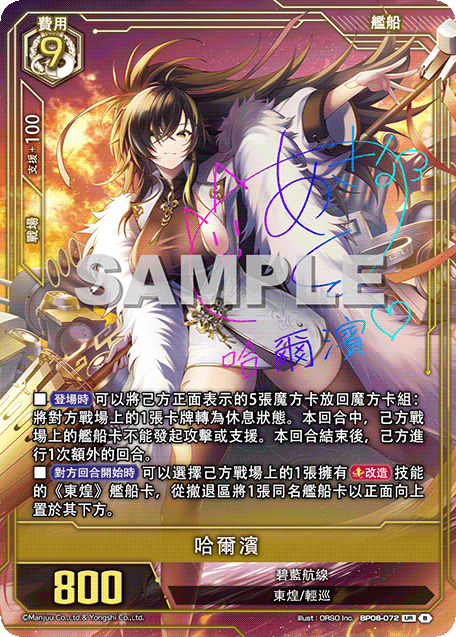 費用
9
艦船
支援+100
戰場
SAMPLE
哈爾濱♡
■ 登場時 可以將己方正面表示的5張魔方卡放回魔方卡組：
將對方戰場上的1張卡牌轉為休息狀態。本回合中，己方戰
場上的艦船卡不能發起攻擊或支援。本回合結束後，己方進
行1次額外的回合。
■ 對方回合開始時 可以選擇己方戰場上的1張擁有 改造 技能
的《東煌》艦船卡，從撤退區將1張同名艦船卡以正面向上
置於其下方。
哈爾濱
800
碧藍航線
東煌/輕巡
©Manjuu Co.,Ltd. & Yongshi Co.,Ltd.
illust：ORSO Inc.
BP06-072 UR